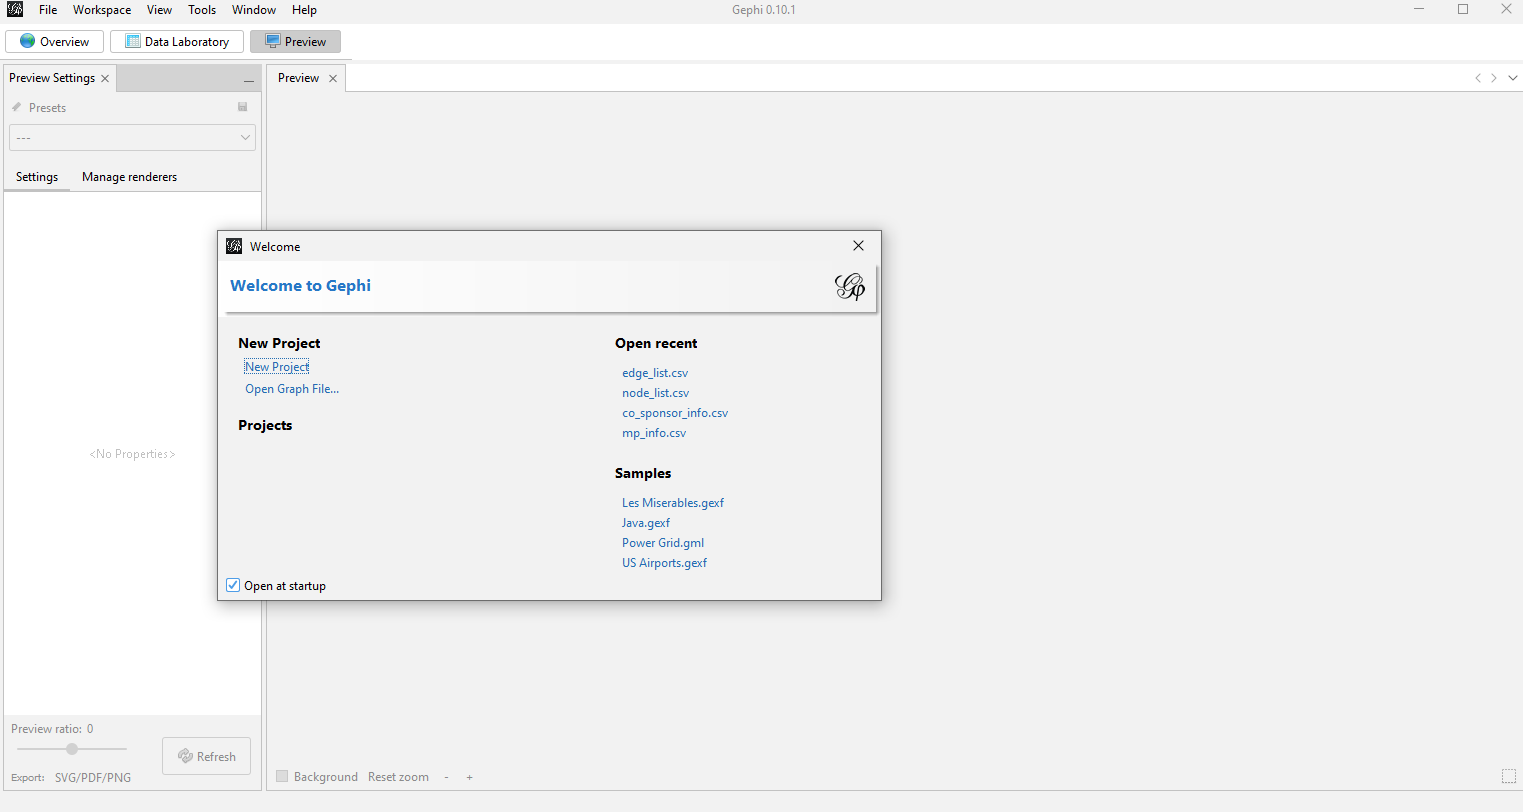 File Workspace View Tools Window Help
Gephi 0.10.1
Overview Data Laboratory Preview
Preview Settings
Preview
Presets
---
Settings Manage renderers
<No Properties>
Preview ratio: 0
Refresh
Export: SVG/PDF/PNG
Background Reset zoom - +
Welcome
Welcome to Gephi
New Project
New Project
Open Graph File...
Projects
Open recent
edge_list.csv
node_list.csv
co_sponsor_info.csv
mp_info.csv
Samples
Les Miserables.gexf
Java.gexf
Power Grid.gml
US Airports.gexf
Open at startup